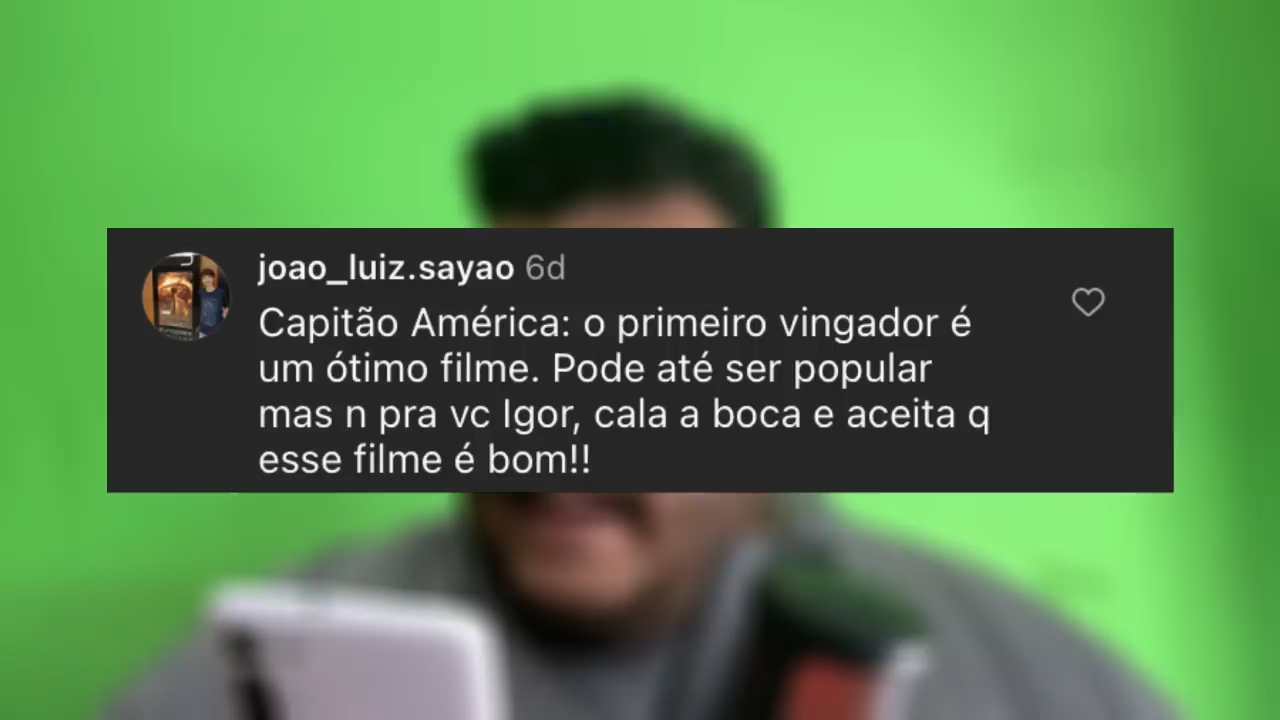 joao_luiz.sayao 6d
Capitão América: o primeiro vingador é
um ótimo filme. Pode até ser popular
mas n pra vc Igor, cala a boca e aceita q
esse filme é bom!!